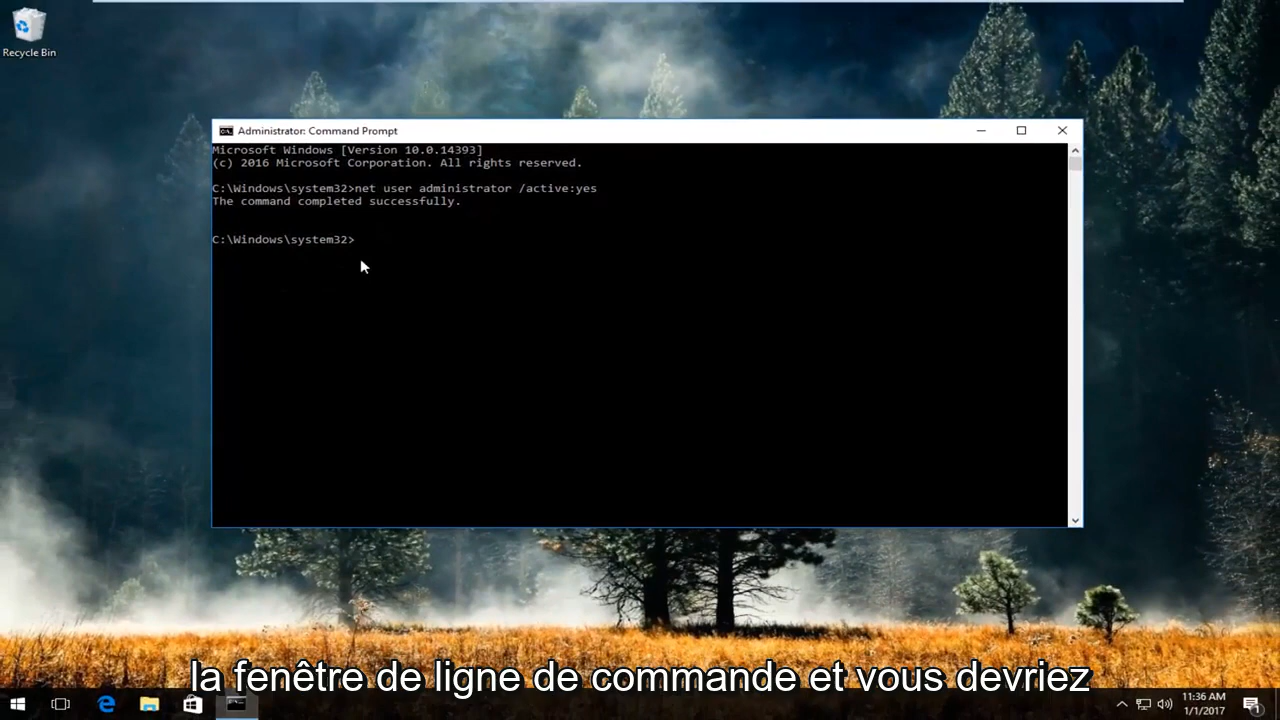 Recycle Bin
Administrator: Command Prompt
Microsoft Windows [Version 10.0.14393]
(c) 2016 Microsoft Corporation. All rights reserved.
C:\Windows\system32>net user administrator /active:yes
The command completed successfully.
C:\Windows\system32>
la fenêtre de ligne de commande et vous devriez
11:36 AM
1/1/2017
1